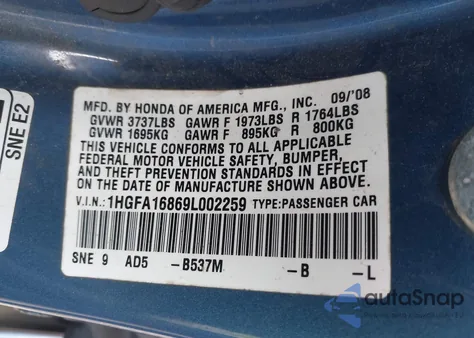 MFD. BY HONDA OF AMERICA MFG., INC. 09/'08
GVWR 3737LBS GAWR F 1973LBS R 1764LBS
GVWR 1695KG GAWR F 895KG R 800KG
THIS VEHICLE CONFORMS TO ALL APPLICABLE
FEDERAL MOTOR VEHICLE SAFETY, BUMPER,
AND THEFT PREVENTION STANDARDS IN EFFECT
ON THE DATE OF MANUFACTURE SHOWN ABOVE.
V.I.N.: 1HGFA16869L002259 TYPE:PASSENGER CAR
SNE 9 AD5 -B537M -B -L
SNE E2
autoSnap